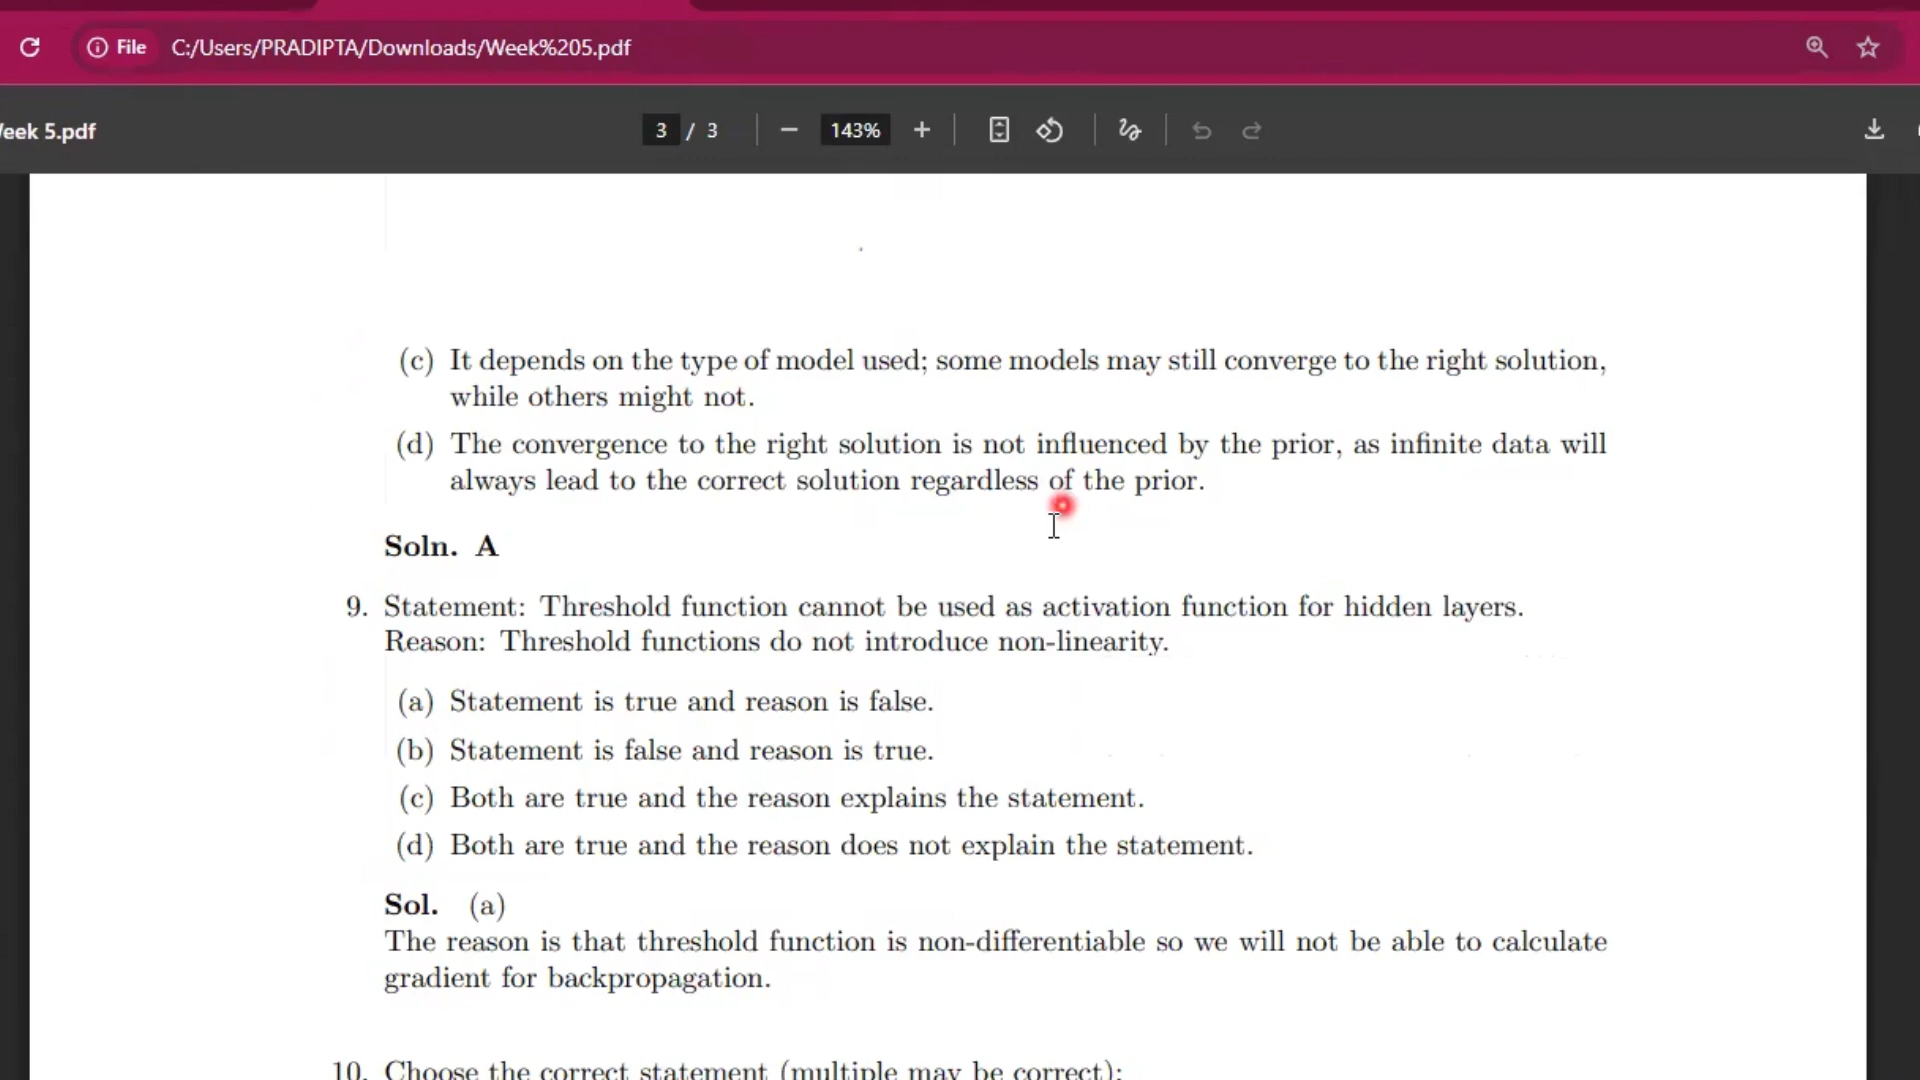 File C:/Users/PRADIPTA/Downloads/Week%205.pdf
eek 5.pdf 3 / 3 143%
(c) It depends on the type of model used; some models may still converge to the right solution,
while others might not.
(d) The convergence to the right solution is not influenced by the prior, as infinite data will
always lead to the correct solution regardless of the prior.
Soln. A
9. Statement: Threshold function cannot be used as activation function for hidden layers.
Reason: Threshold functions do not introduce non-linearity.
(a) Statement is true and reason is false.
(b) Statement is false and reason is true.
(c) Both are true and the reason explains the statement.
(d) Both are true and the reason does not explain the statement.
Sol. (a)
The reason is that threshold function is non-differentiable so we will not be able to calculate
gradient for backpropagation.
10. Choose the correct statement (multiple may be correct):